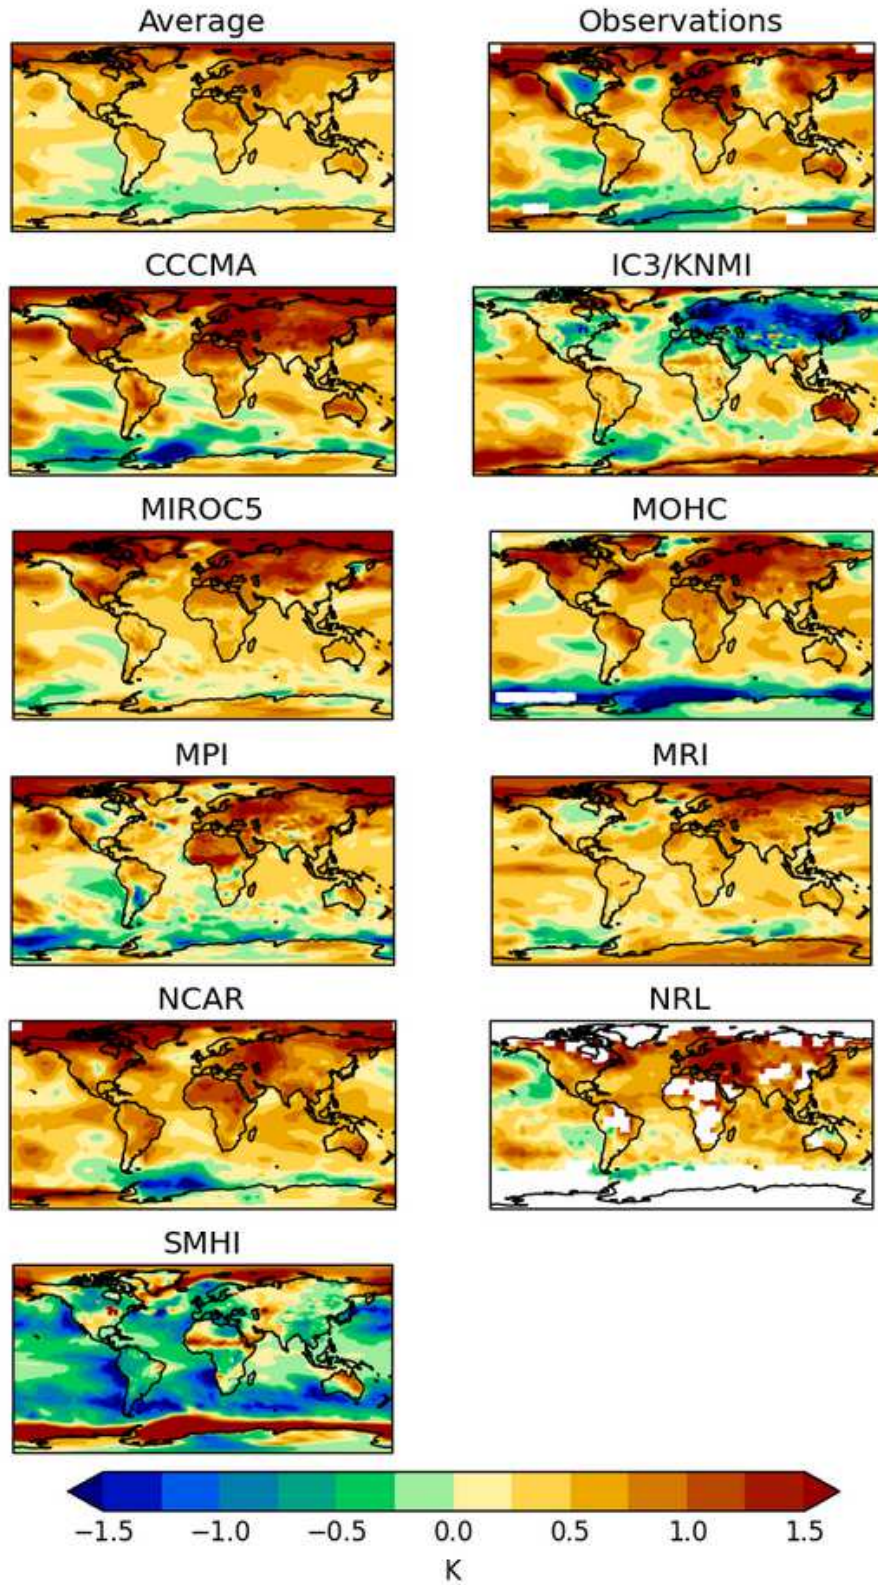 Average
Observations
CCCMA
IC3/KNMI
MIROC5
MOHC
MPI
MRI
NCAR
NRL
SMHI
−1.5 −1.0 −0.5 0.0 0.5 1.0 1.5
K